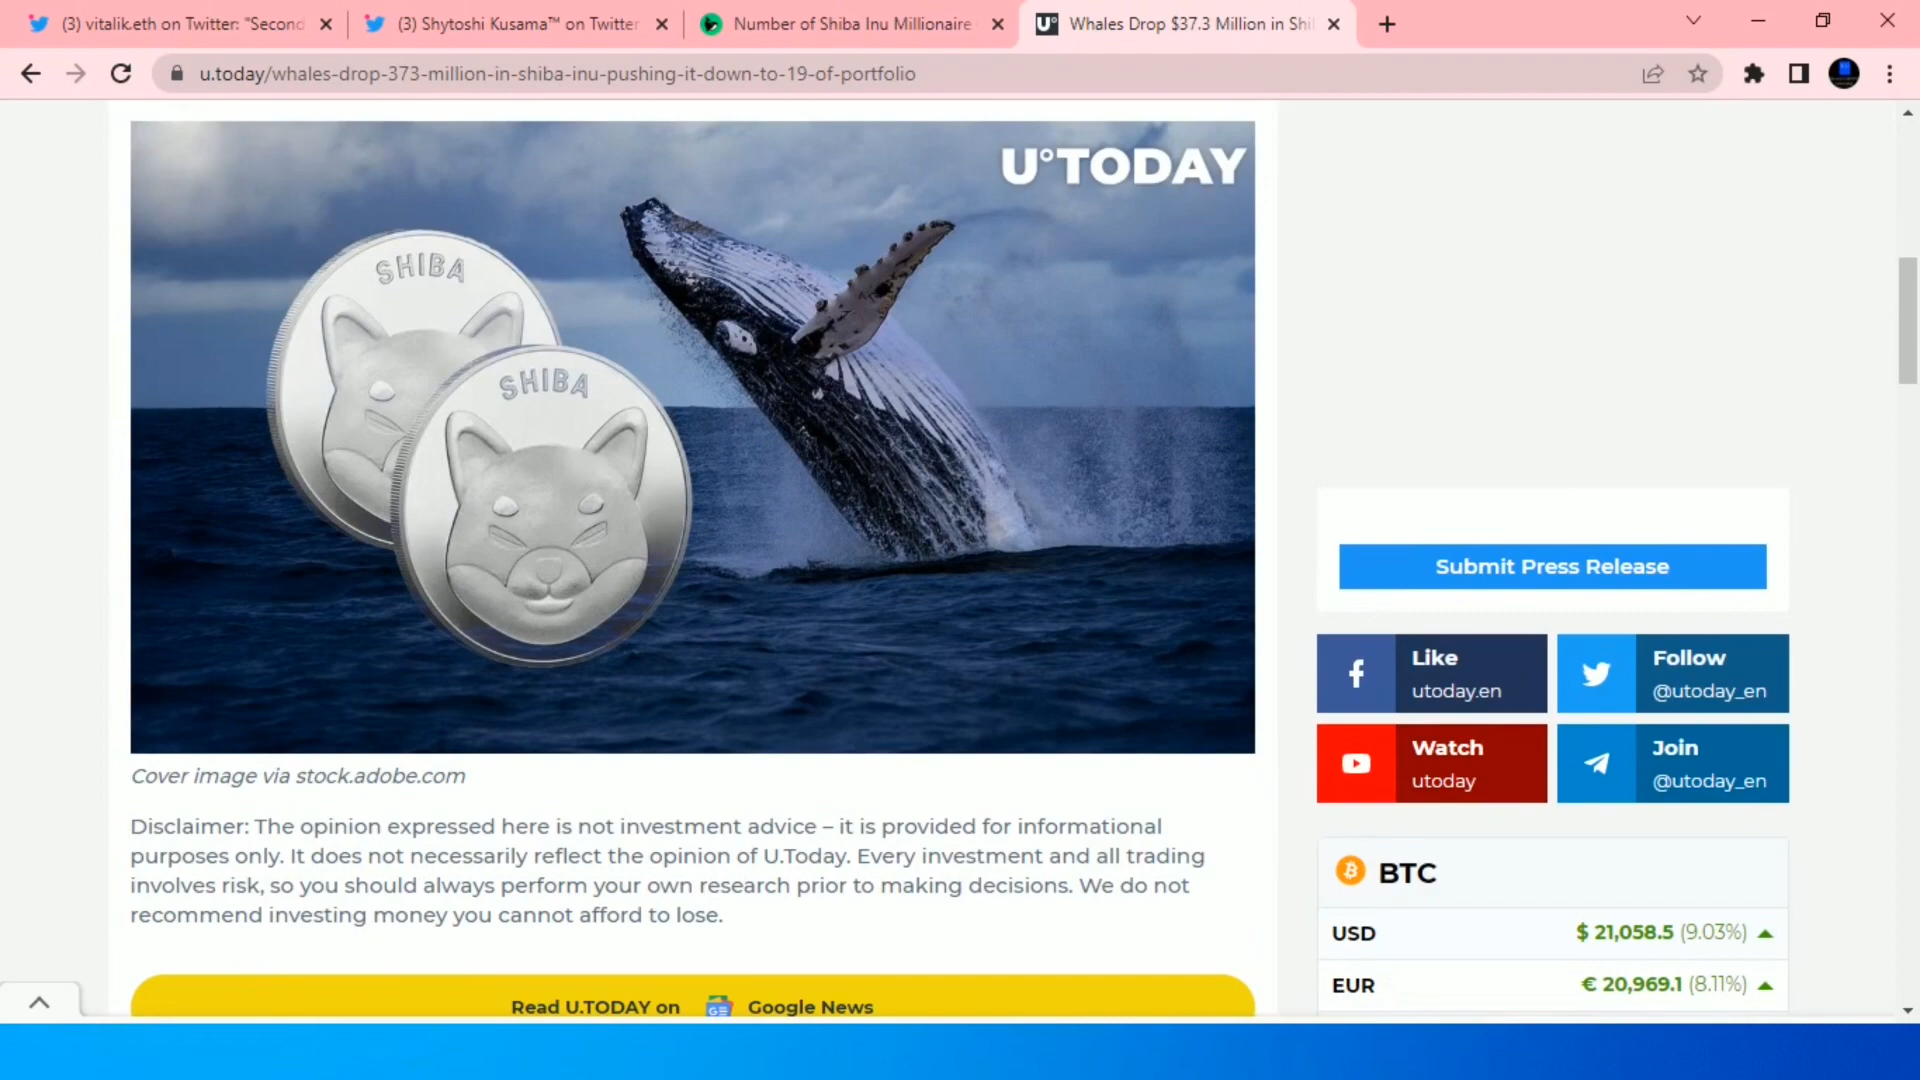 (3) vitalik.eth on Twitter: "Second
(3) Shytoshi Kusama™ on Twitter
Number of Shiba Inu Millionaire
Whales Drop $37.3 Million in Shi
u.today/whales-drop-373-million-in-shiba-inu-pushing-it-down-to-19-of-portfolio
U°TODAY
SHIBA
SHIBA
Cover image via stock.adobe.com
Disclaimer: The opinion expressed here is not investment advice – it is provided for informational
purposes only. It does not necessarily reflect the opinion of U.Today. Every investment and all trading
involves risk, so you should always perform your own research prior to making decisions. We do not
recommend investing money you cannot afford to lose.
Read U.TODAY on GE Google News
Submit Press Release
Like
utoday.en
Follow
@utoday_en
Watch
utoday
Join
@utoday_en
BTC
USD $ 21,058.5 (9.03%)
EUR € 20,969.1 (8.11%)